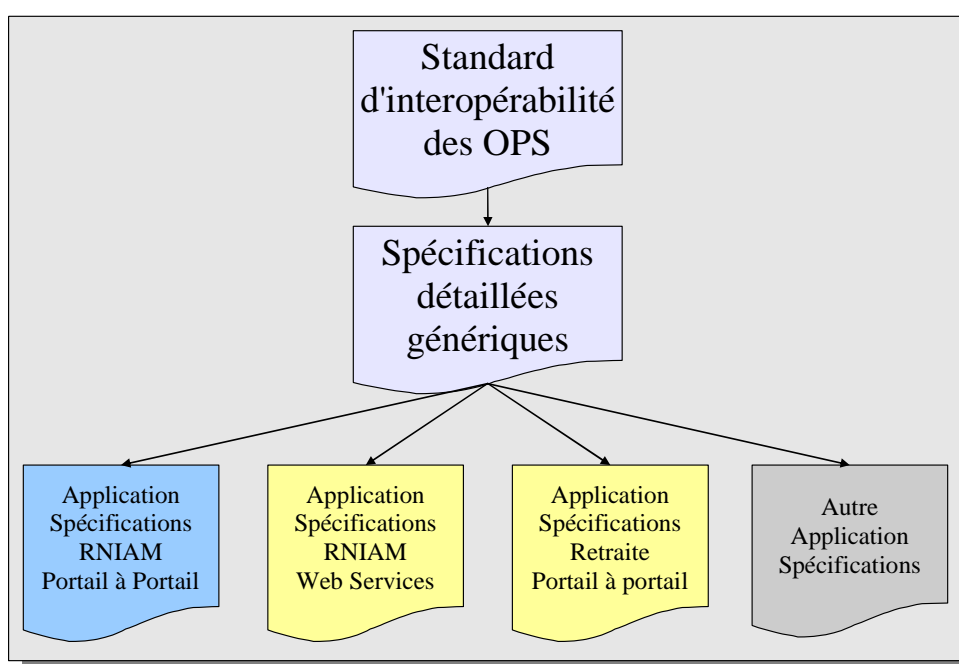 Standard
d'interopérabilité
des OPS
Spécifications
détaillées
génériques
Application
Spécifications
RNIAM
Portail à Portail
Application
Spécifications
RNIAM
Web Services
Application
Spécifications
Retraite
Portail à portail
Autre
Application
Spécifications